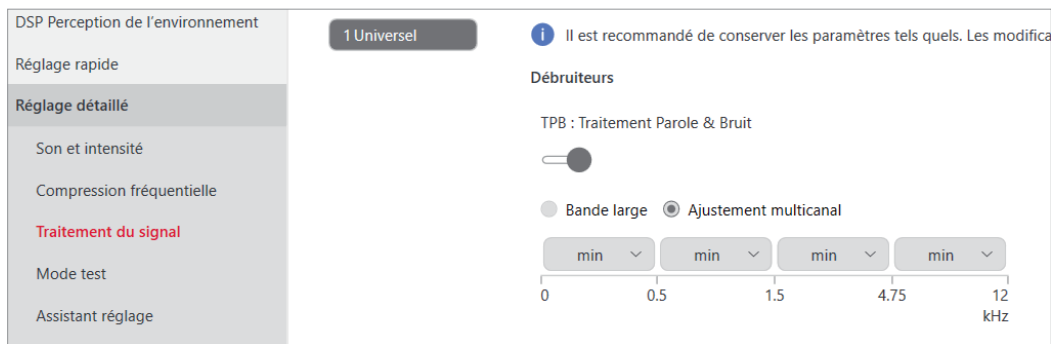 DSP Perception de l'environnement
Réglage rapide
Réglage détaillé
Son et intensité
Compression fréquentielle
Traitement du signal
Mode test
Assistant réglage
1 Universel
i Il est recommandé de conserver les paramètres tels quels. Les modifica
Débruiteurs
TPB : Traitement Parole & Bruit
Bande large Ajustement multicanal
min min min min
0 0.5 1.5 4.75 12
kHz